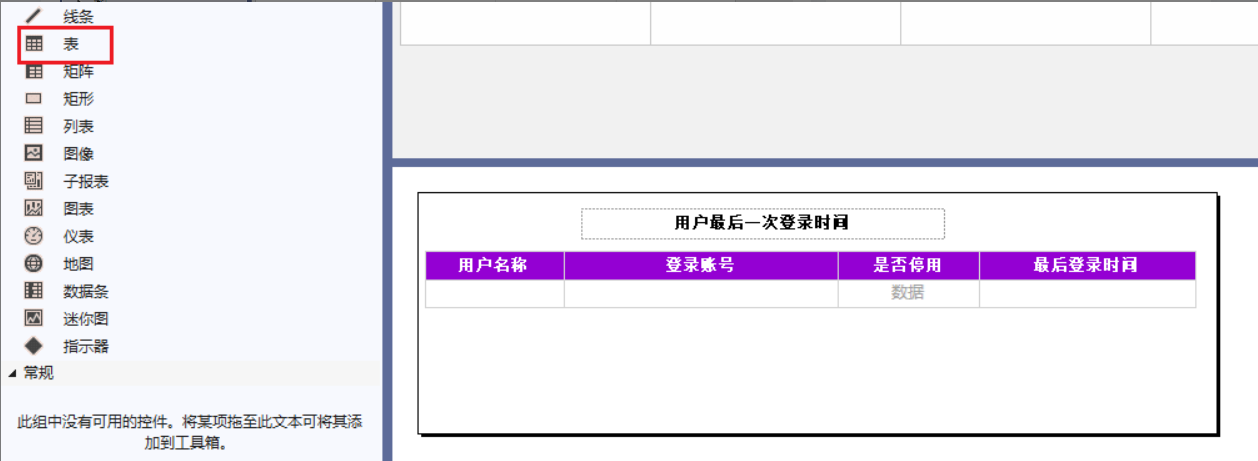 线条
表
矩阵
矩形
列表
图像
子报表
图表
仪表
地图
数据条
迷你图
指示器
常规
此组中没有可用的控件。将某项拖至此文本可将其添
加到工具箱。
用户最后一次登录时间
用户名称 登录账号 是否停用 最后登录时间
数据